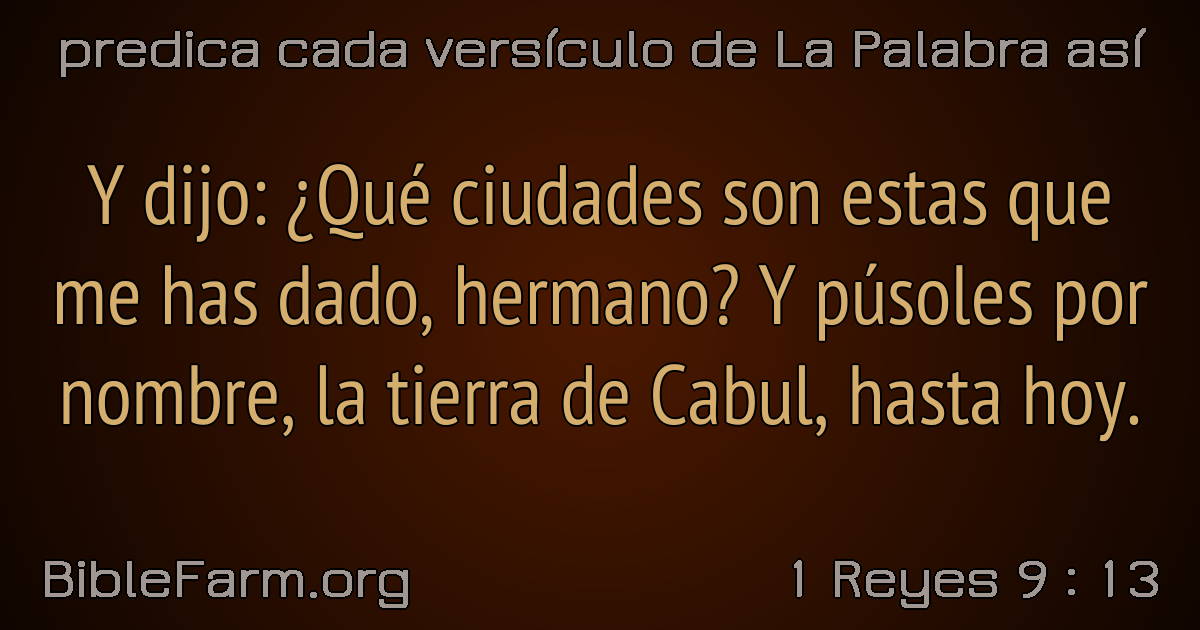 predica cada versículo de La Palabra así
Y dijo: ¿Qué ciudades son estas que
me has dado, hermano? Y púsoles por
nombre, la tierra de Cabul, hasta hoy.
BibleFarm.org
1 Reyes 9 : 13